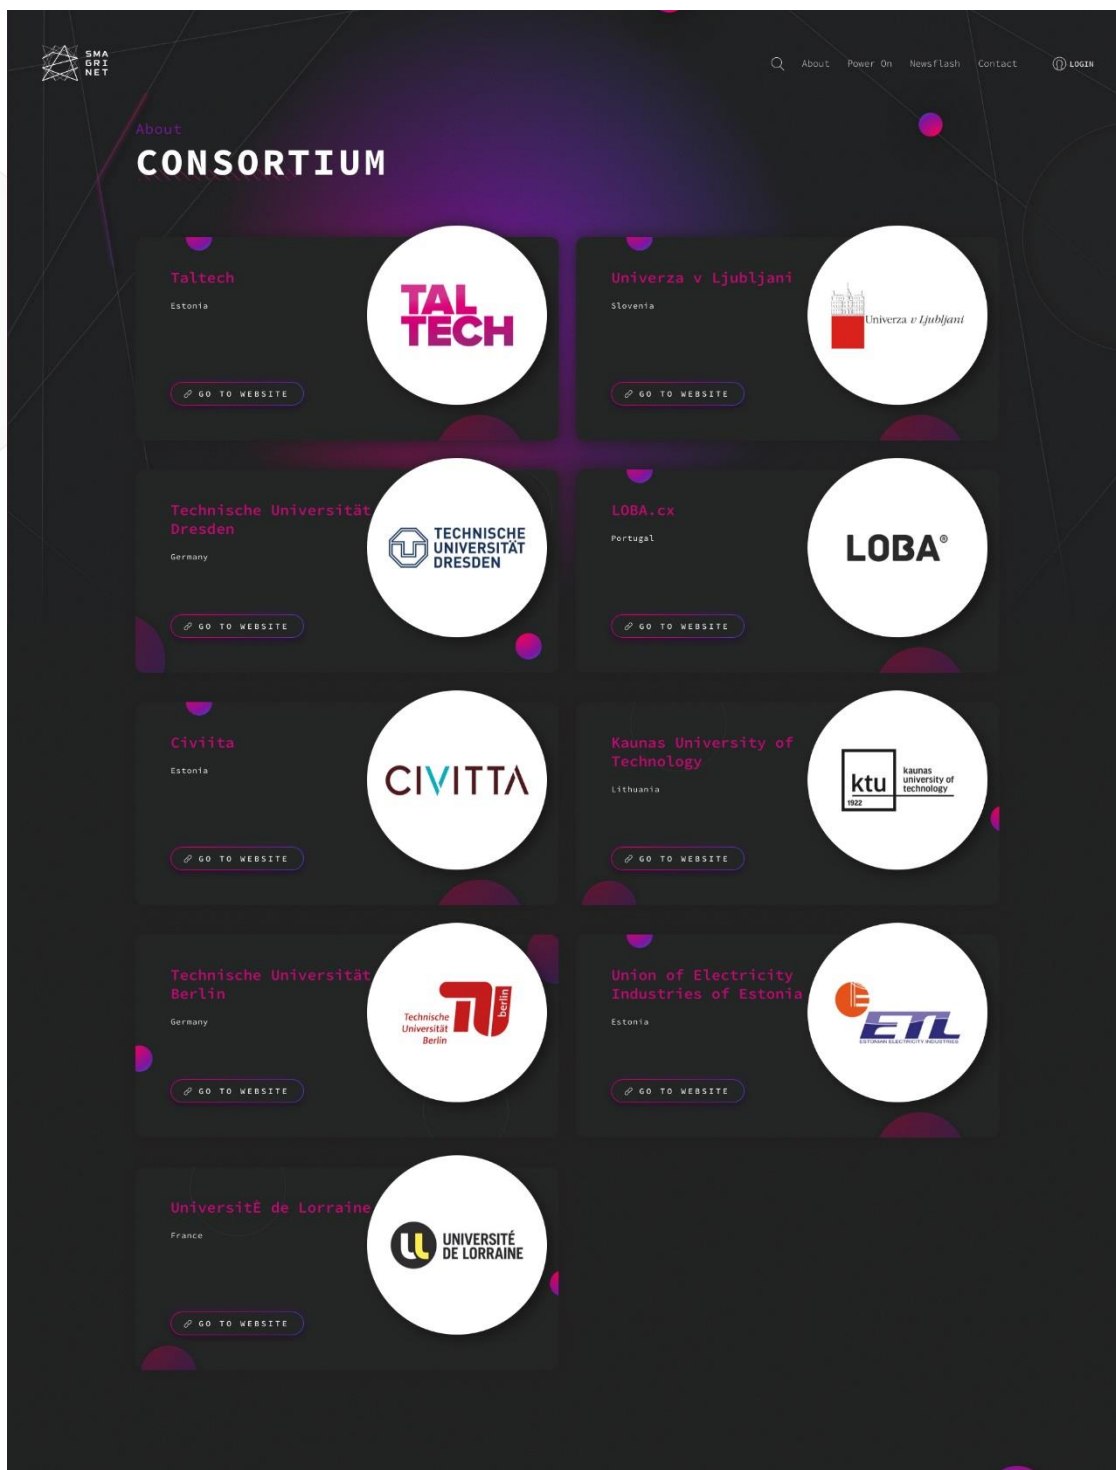 SMA
GRI
NET
About Power On Newsflash Contact LOGIN
About
CONSORTIUM
Taltech
Estonia
GO TO WEBSITE
TAL
TECH
Univerza v Ljubljani
Slovenia
GO TO WEBSITE
Univerza v Ljubljani
Technische Universität
Dresden
Germany
GO TO WEBSITE
TECHNISCHE
UNIVERSITÄT
DRESDEN
LOBA.cx
Portugal
GO TO WEBSITE
LOBA®
Civiita
Estonia
GO TO WEBSITE
CIVITTA
Kaunas University of
Technology
Lithuania
GO TO WEBSITE
ktu
1922
kaunas
university of
technology
Technische Universität
Berlin
Germany
GO TO WEBSITE
Technische
Universität
Berlin
berlin
Union of Electricity
Industries of Estonia
Estonia
GO TO WEBSITE
ETL
ESTONIAN ELECTRICITY INDUSTRIES
UniversitÈ de Lorraine
France
GO TO WEBSITE
UNIVERSITÉ
DE LORRAINE